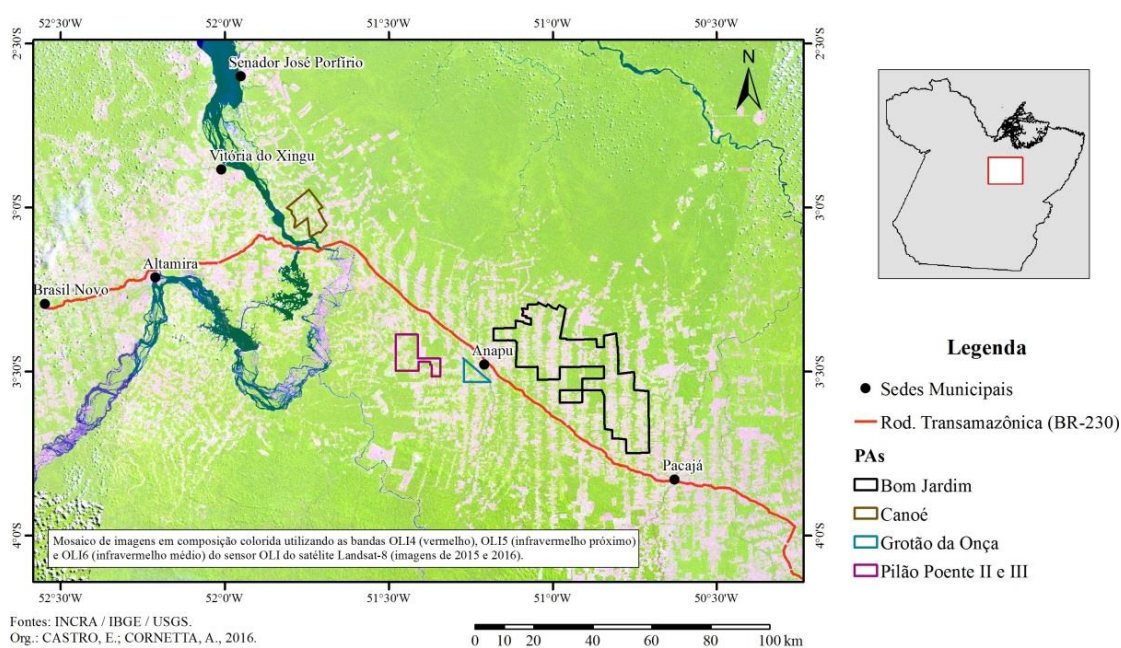 52°30'W 52°0'W 51°30'W 51°0'W 50°30'W
2°30'S 2°30'S
N
Senador José Porfírio
Vitória do Xingu
3°0'S 3°0'S
Altamira
Brasil Novo
Anapu
3°30'S 3°30'S
Pacajá
4°0'S 4°0'S
Mosaico de imagens em composição colorida utilizando as bandas OLI4 (vermelho), OLI5 (infravermelho próximo)
e OLI6 (infravermelho médio) do sensor OLI do satélite Landsat-8 (imagens de 2015 e 2016).
52°30'W 52°0'W 51°30'W 51°0'W 50°30'W
Fontes: INCRA / IBGE / USGS.
Org.: CASTRO, E.; CORNETTA, A., 2016.
0 10 20 40 60 80 100 km
Legenda
Sedes Municipais
Rod. Transamazônica (BR-230)
PAs
Bom Jardim
Canoé
Grotão da Onça
Pilão Poente II e III